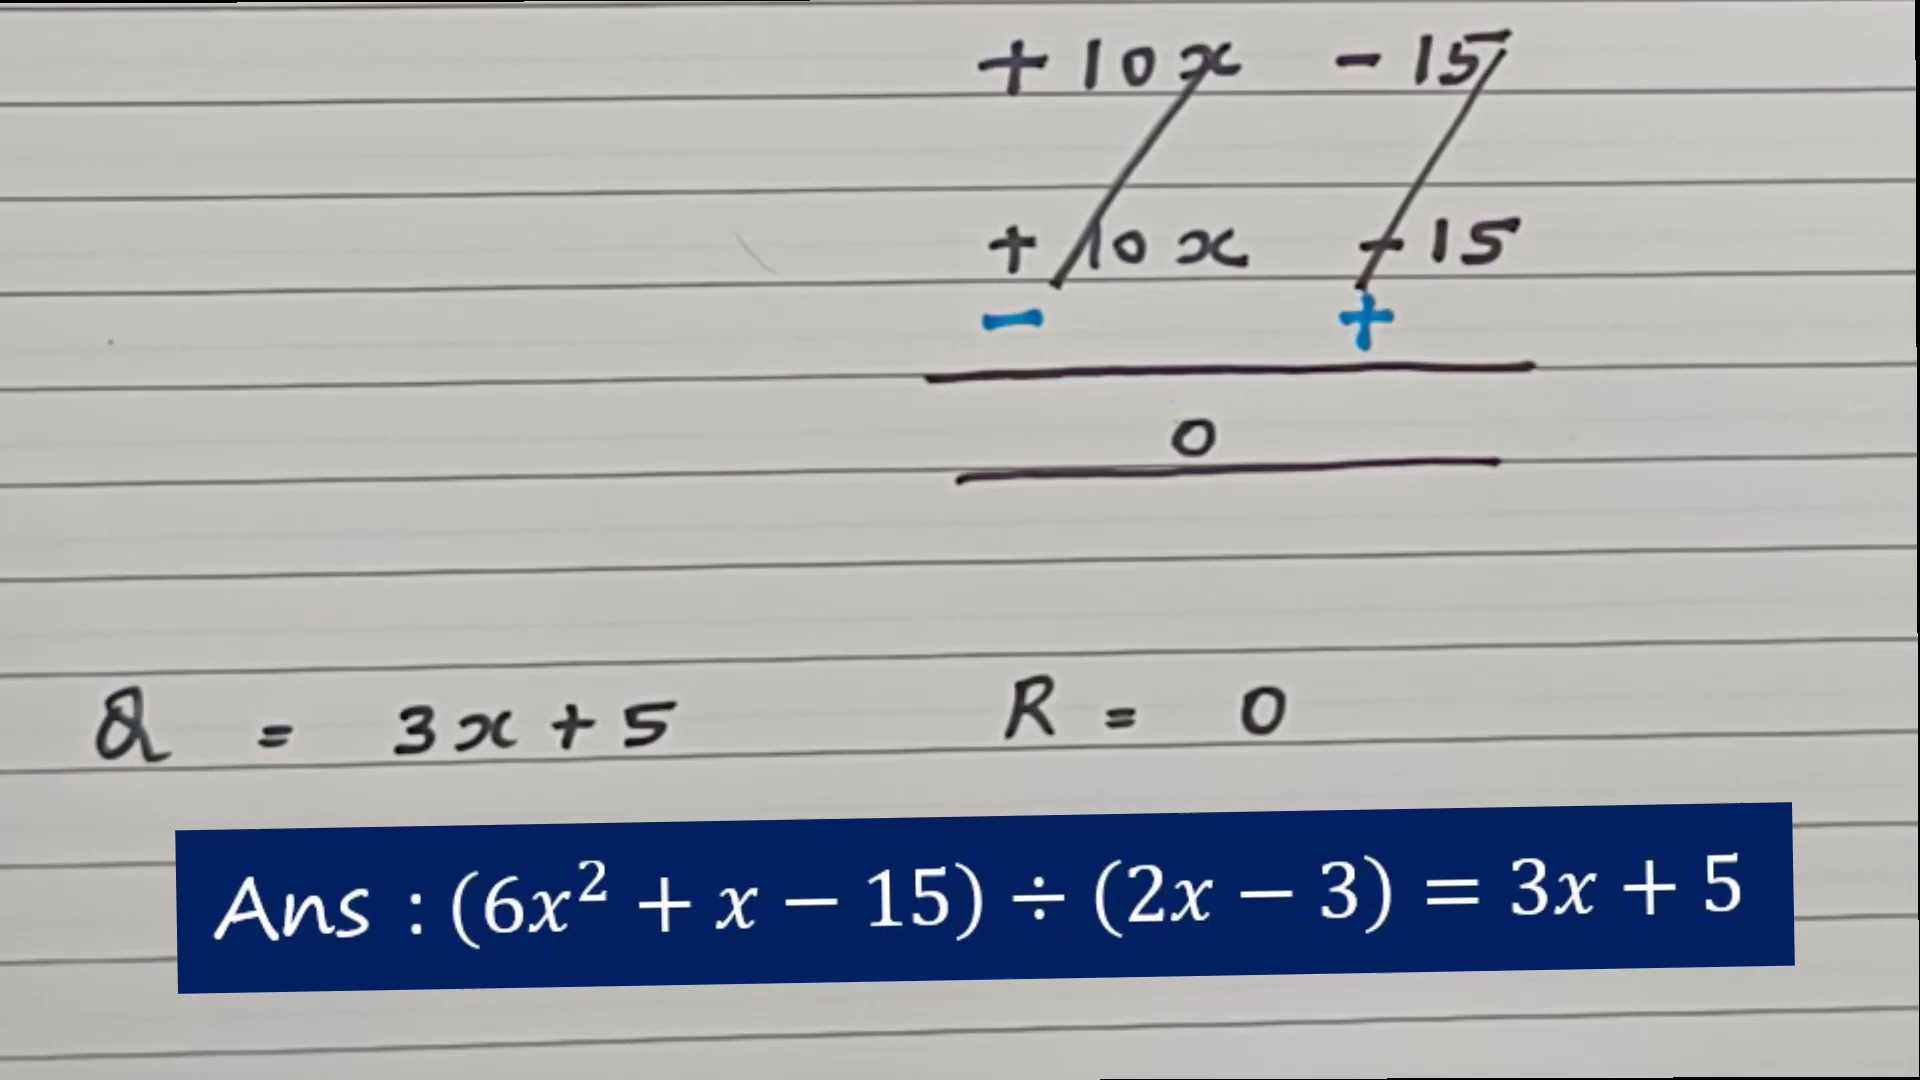 + 10x - 15
+ 10x - 15
- +
0
Q = 3x + 5 R = 0
Ans : (6x² + x − 15) ÷ (2x − 3) = 3x + 5